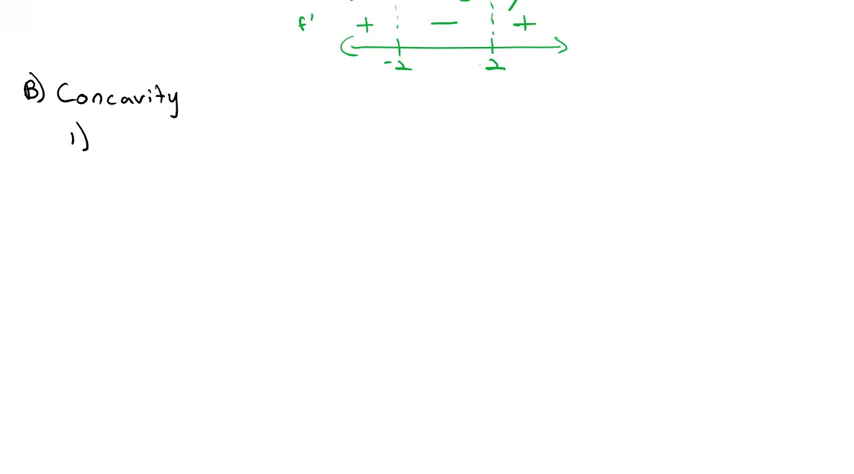 f' + − +
-2 2
B) Concavity
1)